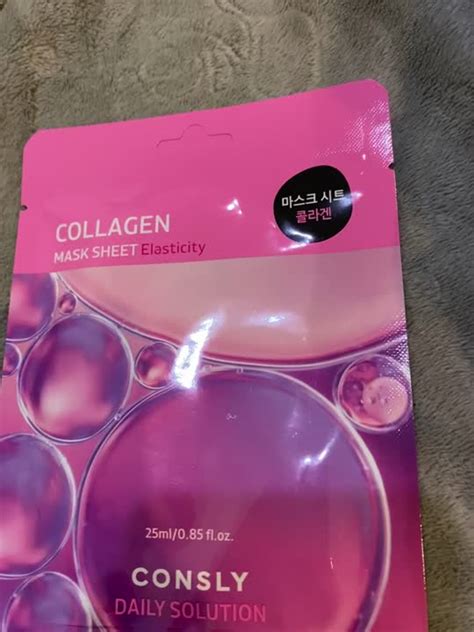 마스크 시트
콜라겐
COLLAGEN
MASK SHEET Elasticity
25ml/0.85 fl.oz.
CONSLY
DAILY SOLUTION